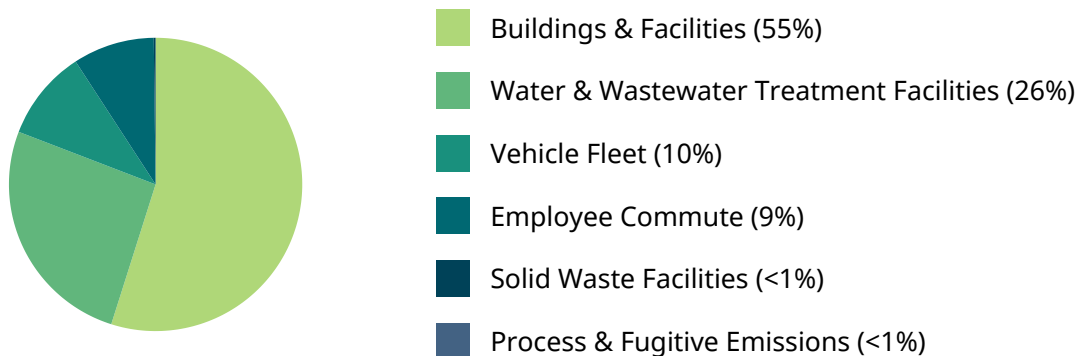 Buildings & Facilities (55%)
Water & Wastewater Treatment Facilities (26%)
Vehicle Fleet (10%)
Employee Commute (9%)
Solid Waste Facilities (<1%)
Process & Fugitive Emissions (<1%)